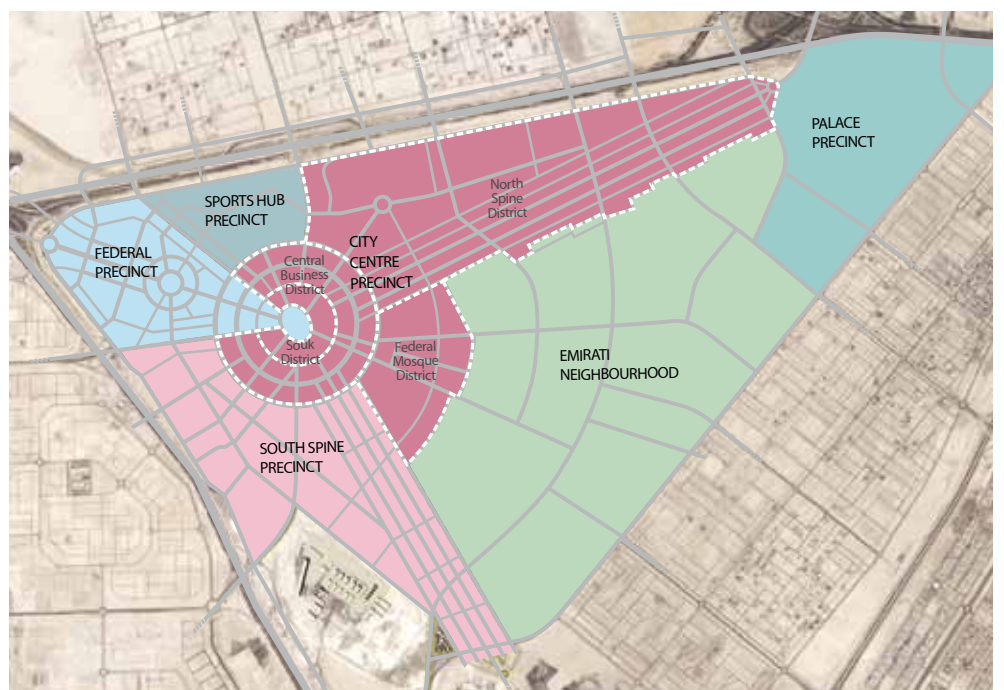 PALACE
PRECINCT
North
Spine
District
SPORTS HUB
PRECINCT
CITY
CENTRE
PRECINCT
FEDERAL
PRECINCT
Central
Business
District
Souk
District
Federal
Mosque
District
EMIRATI
NEIGHBOURHOOD
SOUTH SPINE
PRECINCT